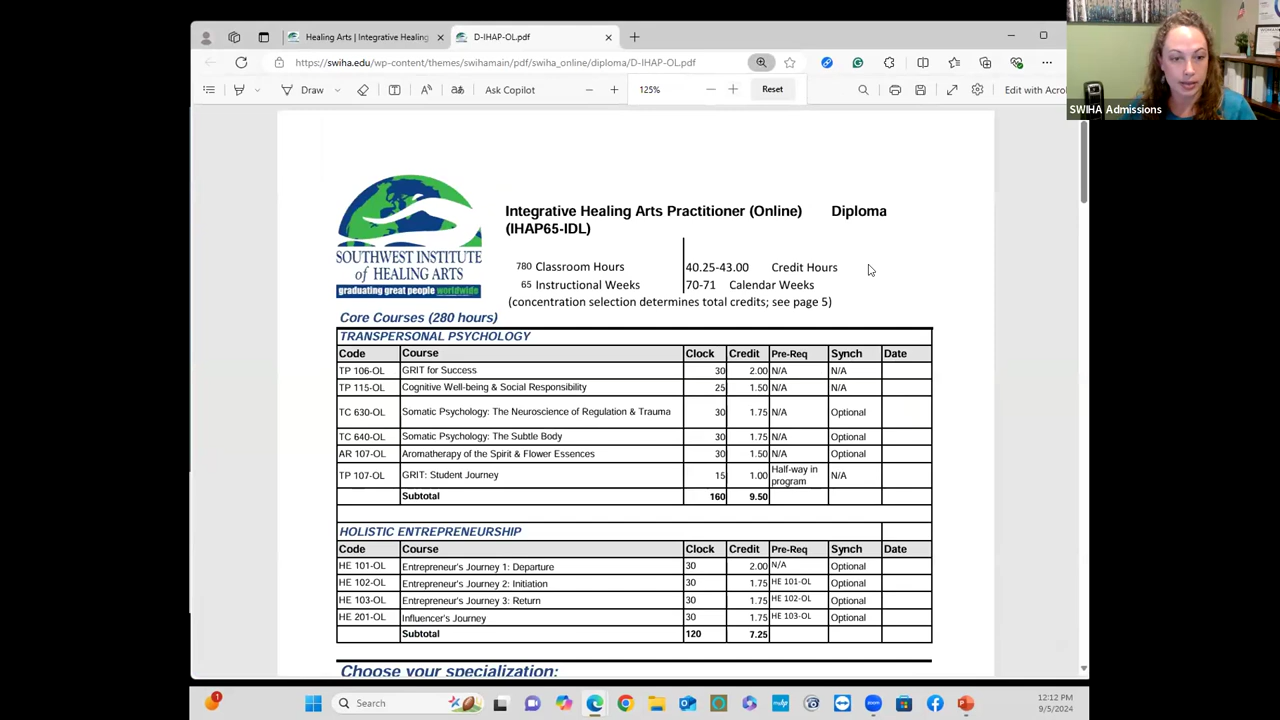 Healing Arts | Integrative Healing
D-IHAP-OL.pdf
https://swiha.edu/wp-content/themes/swihamain/pdf/swiha_online/diploma/D-IHAP-OL.pdf
Draw
Ask Copilot
125%
Reset
Edit with Acrol
SWIHA Admissions
SOUTHWEST INSTITUTE
of HEALING ARTS
graduating great people worldwide
Integrative Healing Arts Practitioner (Online) Diploma
(IHAP65-IDL)
780 Classroom Hours 40.25-43.00 Credit Hours
65 Instructional Weeks 70-71 Calendar Weeks
(concentration selection determines total credits; see page 5)
Core Courses (280 hours)
TRANSPERSONAL PSYCHOLOGY
Code Course Clock Credit Pre-Req Synch Date
TP 106-OL GRIT for Success 30 2.00 N/A N/A
TP 115-OL Cognitive Well-being & Social Responsibility 25 1.50 N/A N/A
TC 630-OL Somatic Psychology: The Neuroscience of Regulation & Trauma 30 1.75 N/A Optional
TC 640-OL Somatic Psychology: The Subtle Body 30 1.75 N/A Optional
AR 107-OL Aromatherapy of the Spirit & Flower Essences 30 1.50 N/A Optional
TP 107-OL GRIT: Student Journey 15 1.00 Half-way in program N/A
Subtotal 160 9.50
HOLISTIC ENTREPRENEURSHIP
Code Course Clock Credit Pre-Req Synch Date
HE 101-OL Entrepreneur's Journey 1: Departure 30 2.00 N/A Optional
HE 102-OL Entrepreneur's Journey 2: Initiation 30 1.75 HE 101-OL Optional
HE 103-OL Entrepreneur's Journey 3: Return 30 1.75 HE 102-OL Optional
HE 201-OL Influencer's Journey 30 1.75 HE 103-OL Optional
Subtotal 120 7.25
Choose your specialization:
1
Search
12:12 PM
9/5/2024